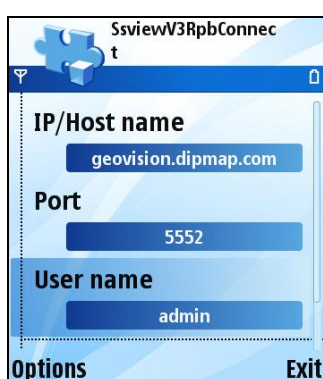 SsviewV3RpbConnec
t
IP/Host name
geovision.dipmap.com
Port
5552
User name
admin
Options Exit